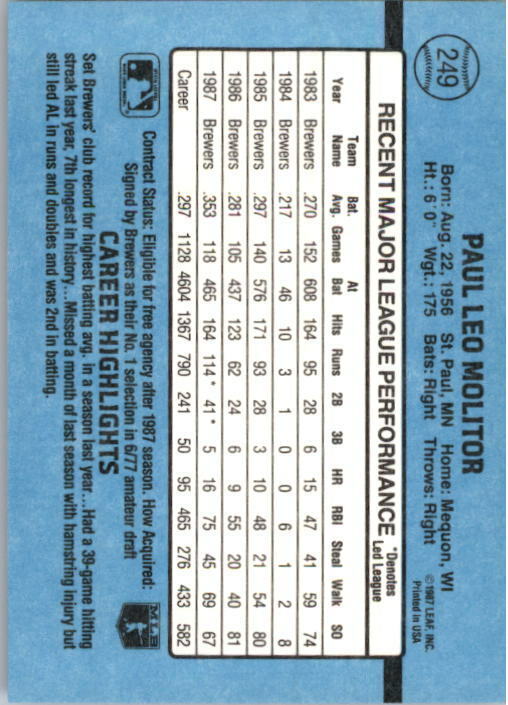 249
PAUL LEO MOLITOR
Born: Aug. 22, 1956 St. Paul, MN Home: Mequon, WI
Ht.: 6' 0" Wgt.: 175 Bats: Right Throws: Right
©1987 LEAF, INC.
Printed in USA
RECENT MAJOR LEAGUE PERFORMANCE *Denotes Led League
Year Team Name Bat. Avg. Games At Bat Hits Runs 2B 3B HR RBI Steal Walk SO
1983 Brewers .270 152 608 164 95 28 6 15 47 41 59 74
1984 Brewers .217 13 46 10 3 1 0 0 6 1 2 8
1985 Brewers .297 140 576 171 93 28 3 10 48 21 54 80
1986 Brewers .281 105 437 123 62 24 6 9 55 20 40 81
1987 Brewers .353 118 465 164 114* 41* 5 16 75 45 69 67
Career .297 1128 4604 1367 790 241 50 95 465 276 433 582
Contract Status: Eligible for free agency after 1987 season. How Acquired:
Signed by Brewers as their No. 1 selection in 6/77 amateur draft
MLB
CAREER HIGHLIGHTS
Set Brewers' club record for highest batting avg. in a season last year...Had a 39-game hitting
streak last year, 7th longest in history...Missed a month of last season with hamstring injury but
still led AL in runs and doubles and was 2nd in batting.